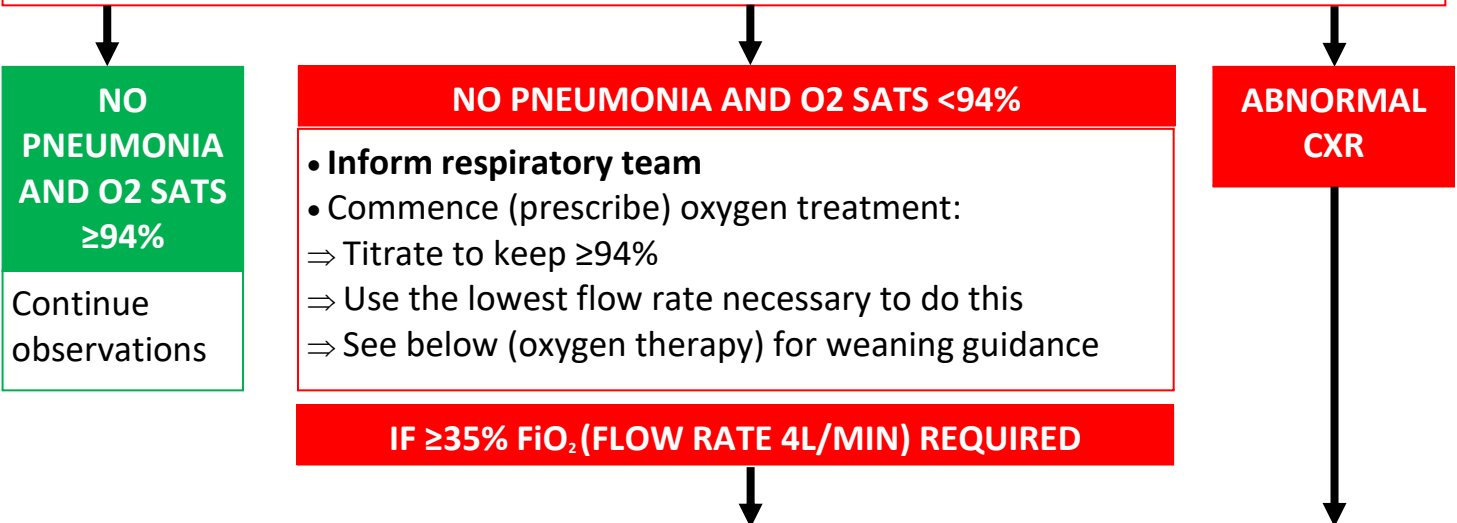 NO
PNEUMONIA
AND O2 SATS
≥94%
Continue
observations
NO PNEUMONIA AND O2 SATS <94%
• Inform respiratory team
• Commence (prescribe) oxygen treatment:
⇒ Titrate to keep ≥94%
⇒ Use the lowest flow rate necessary to do this
⇒ See below (oxygen therapy) for weaning guidance
IF ≥35% FiO₂ (FLOW RATE 4L/MIN) REQUIRED
ABNORMAL
CXR